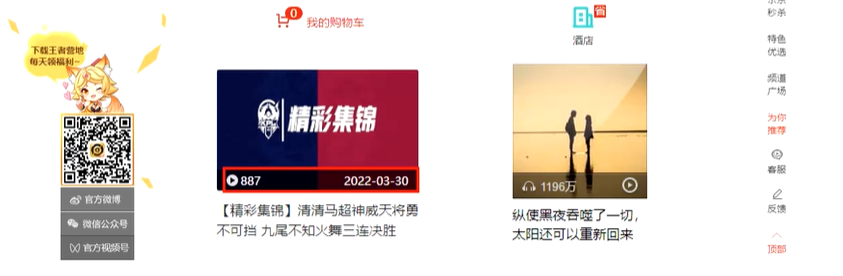 下载王者营地
每天领福利~
官方微博
微信公众号
官方视频号
0
我的购物车
精彩集锦
887
2022-03-30
【精彩集锦】清清马超神威天将勇
不可挡 九尾不知火舞三连决胜
省
酒店
1196万
纵使黑夜吞噬了一切，
太阳还可以重新回来
秒杀
特色
优选
频道
广场
为你
推荐
客服
反馈
顶部